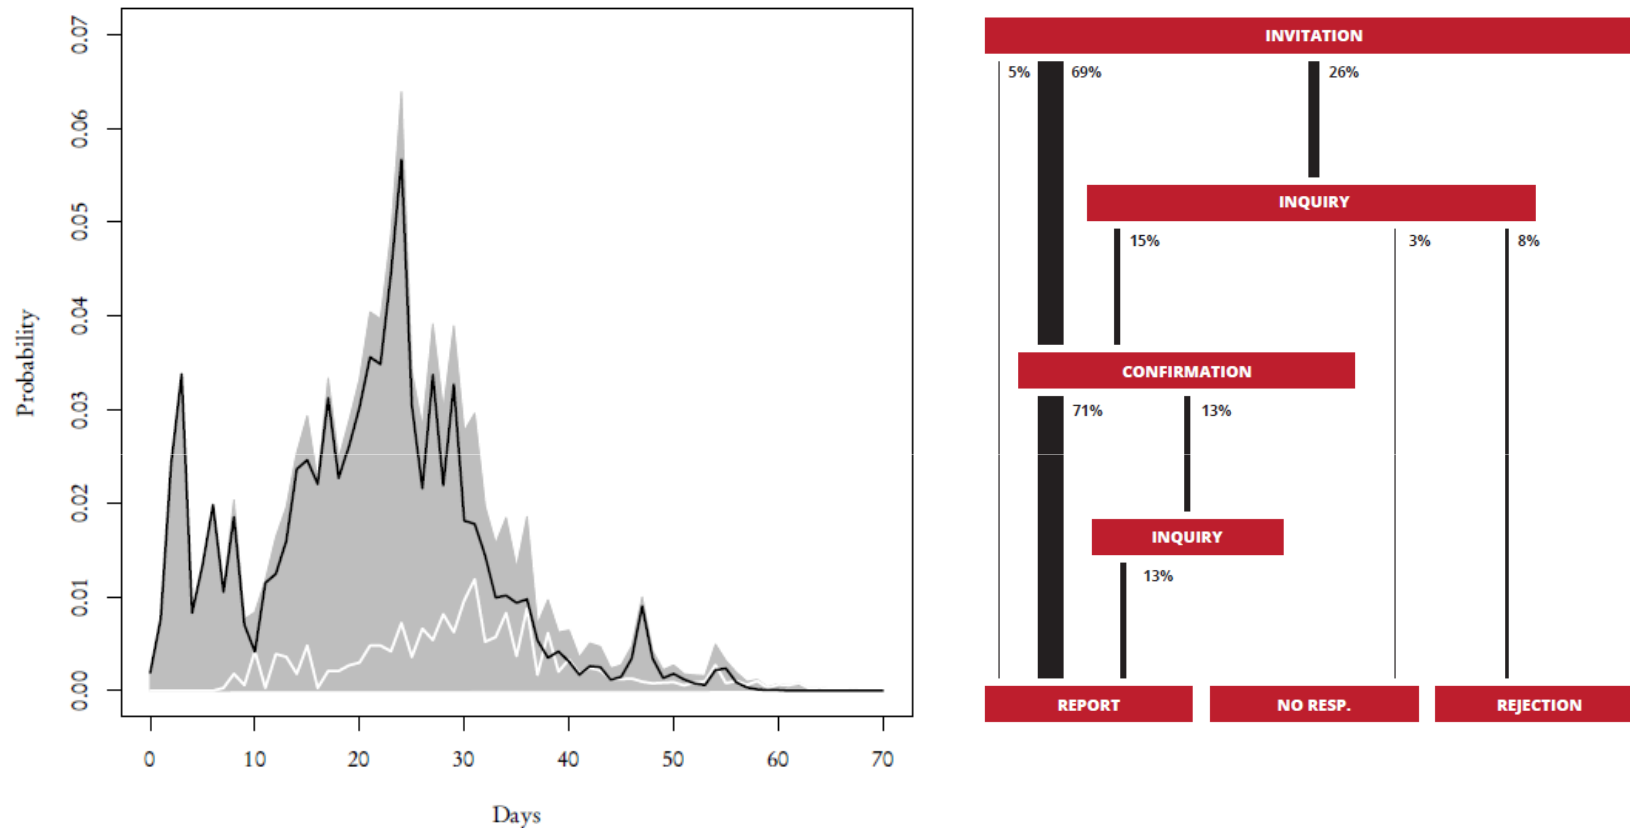 0.07
0.06
0.05
0.04
0.03
0.02
0.01
0.00
Probability
0 10 20 30 40 50 60 70
Days
INVITATION
5% 69% 26%
INQUIRY
15% 3% 8%
CONFIRMATION
71% 13%
INQUIRY
13%
REPORT NO RESP. REJECTION